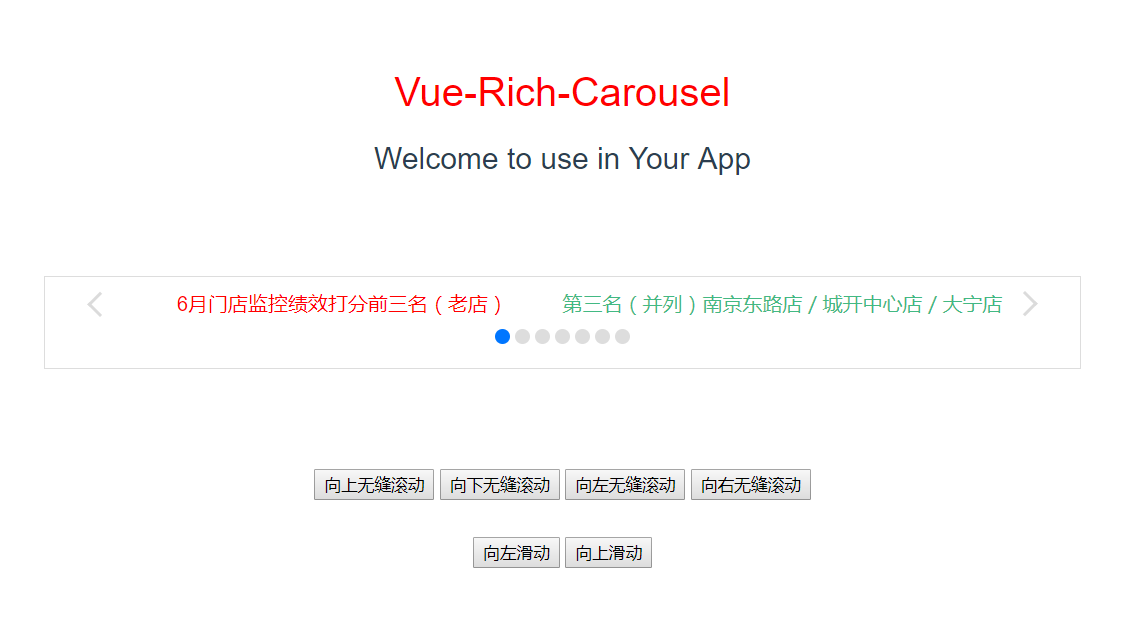 Vue-Rich-Carousel
Welcome to use in Your App
6月门店监控绩效打分前三名（老店） 第三名（并列）南京东路店 / 城开中心店 / 大宁店
向上无缝滚动 向下无缝滚动 向左无缝滚动 向右无缝滚动
向左滑动 向上滑动